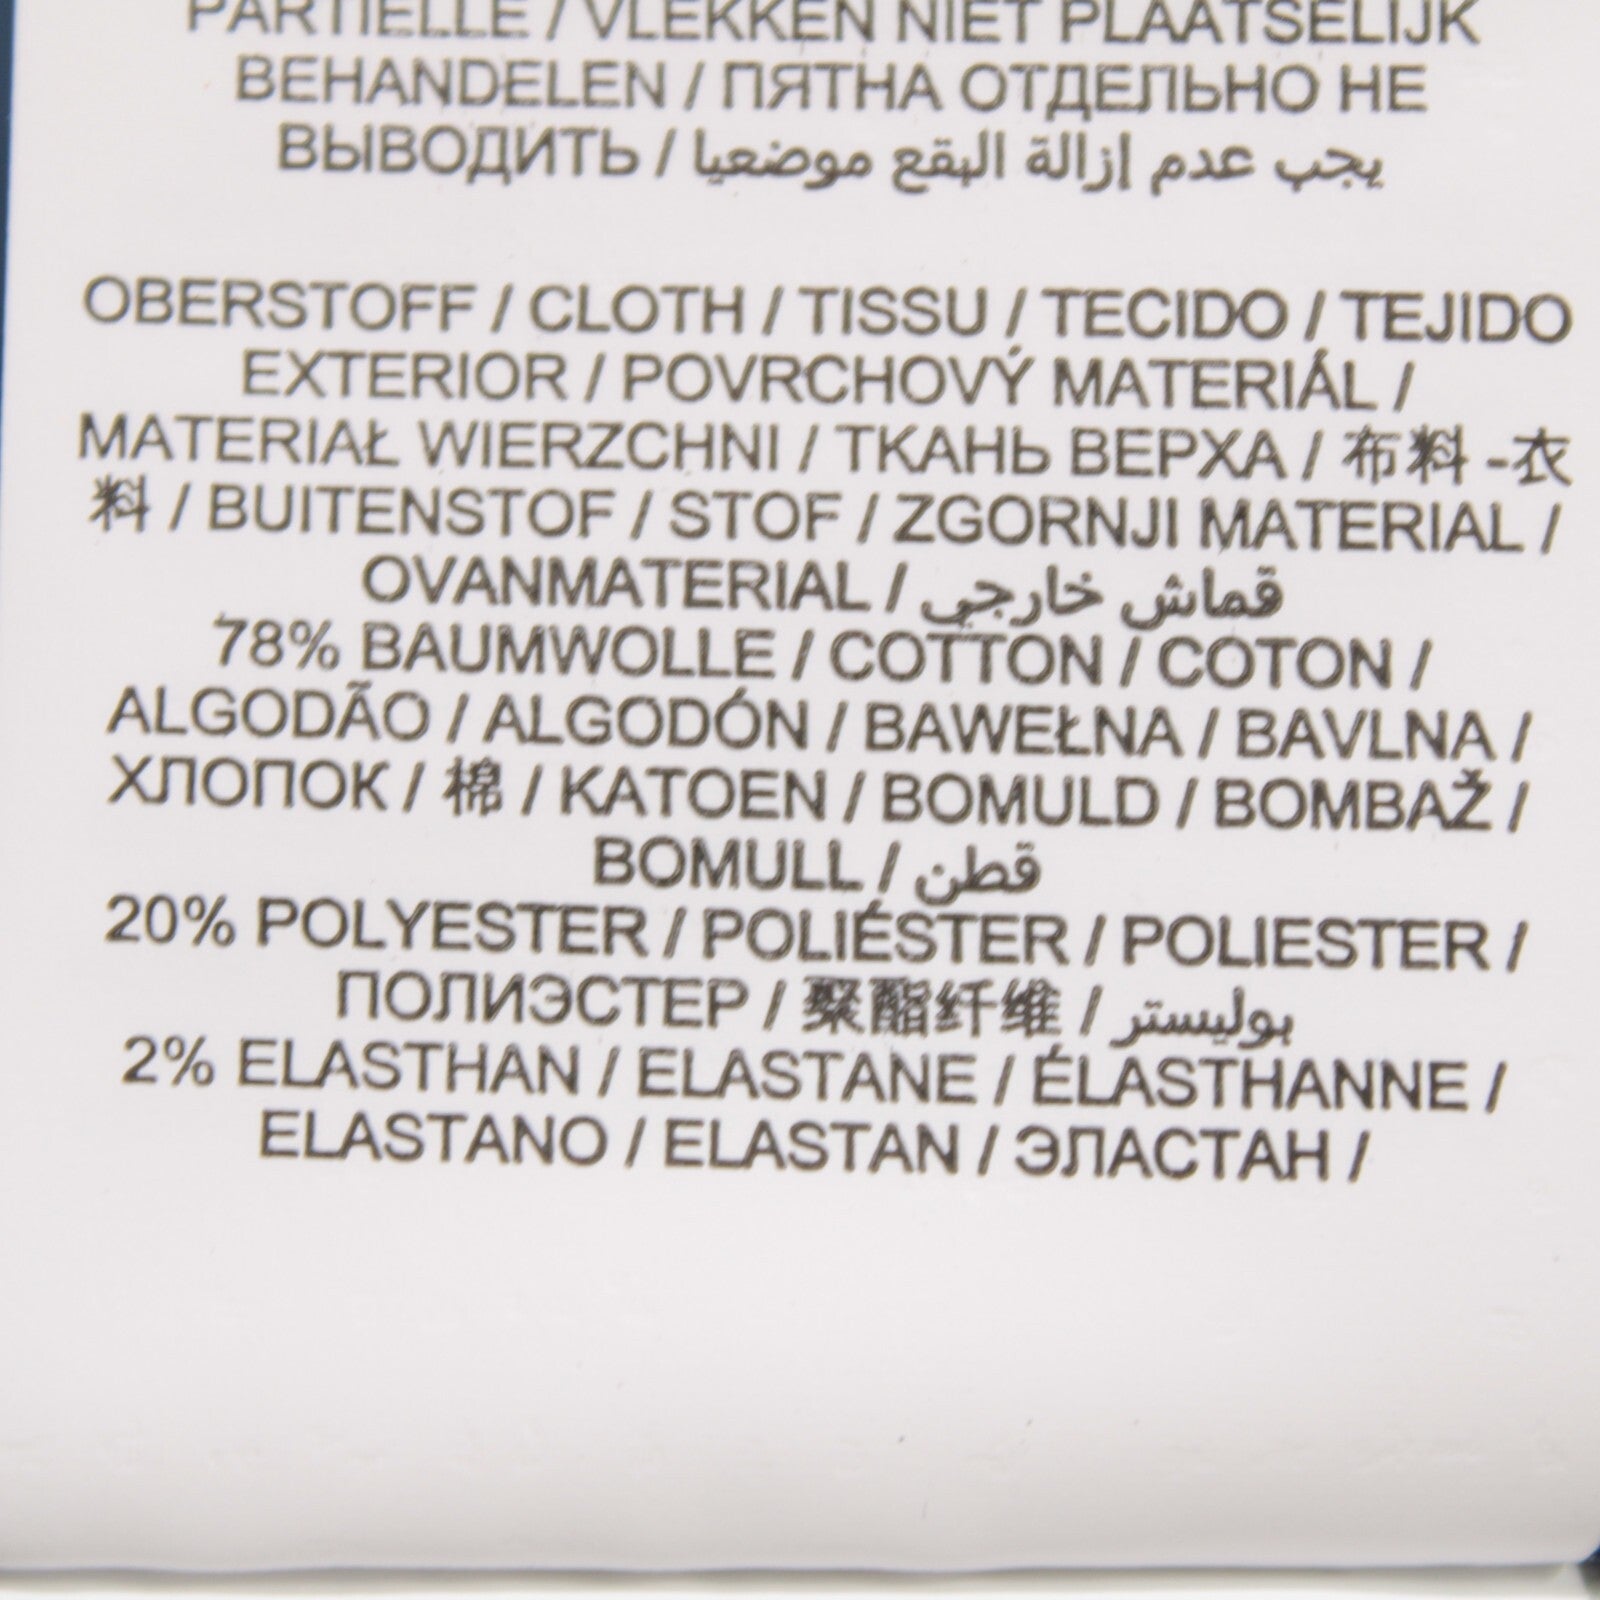 PARTIELLE / VLEKKEN NIET PLAATSELIJK
BEHANDELEN / ПЯТНА ОТДЕЛЬНО НЕ
ВЫВОДИТЬ / يجب عدم إزالة البقع موضعيا
OBERSTOFF / CLOTH / TISSU / TECIDO / TEJIDO
EXTERIOR / POVRCHOVÝ MATERIÁL /
MATERIAŁ WIERZCHNI / ТКАНЬ ВЕРХА / 布料 -衣
料 / BUITENSTOF / STOF / ZGORNJI MATERIAL /
OVANMATERIAL / قماش خارجي
78% BAUMWOLLE / COTTON / COTON /
ALGODÃO / ALGODÓN / BAWEŁNA / BAVLNA /
ХЛОПОК / 棉 / KATOEN / BOMULD / BOMBAŽ /
BOMULL / قطن
20% POLYESTER / POLIÉSTER / POLIESTER /
ПОЛИЭСТЕР / 聚酯纤维 / بوليستر
2% ELASTHAN / ELASTANE / ÉLASTHANNE /
ELASTANO / ELASTAN / ЭЛАСТАН /